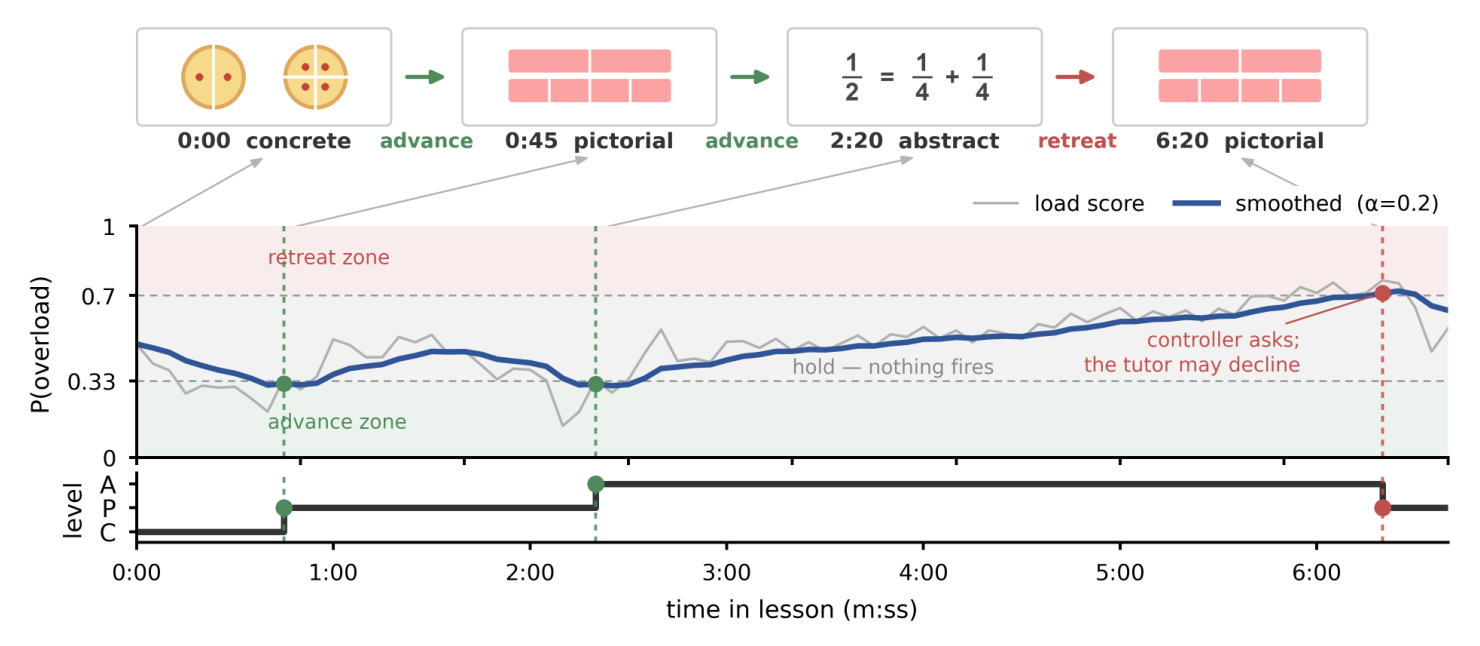 1/2 = 1/4 + 1/4
0:00 concrete
advance
0:45 pictorial
advance
2:20 abstract
retreat
6:20 pictorial
load score
smoothed (α=0.2)
P(overload)
1
0.7
0.33
0
retreat zone
advance zone
hold — nothing fires
controller asks;
the tutor may decline
level
A
P
C
0:00 1:00 2:00 3:00 4:00 5:00 6:00
time in lesson (m:ss)